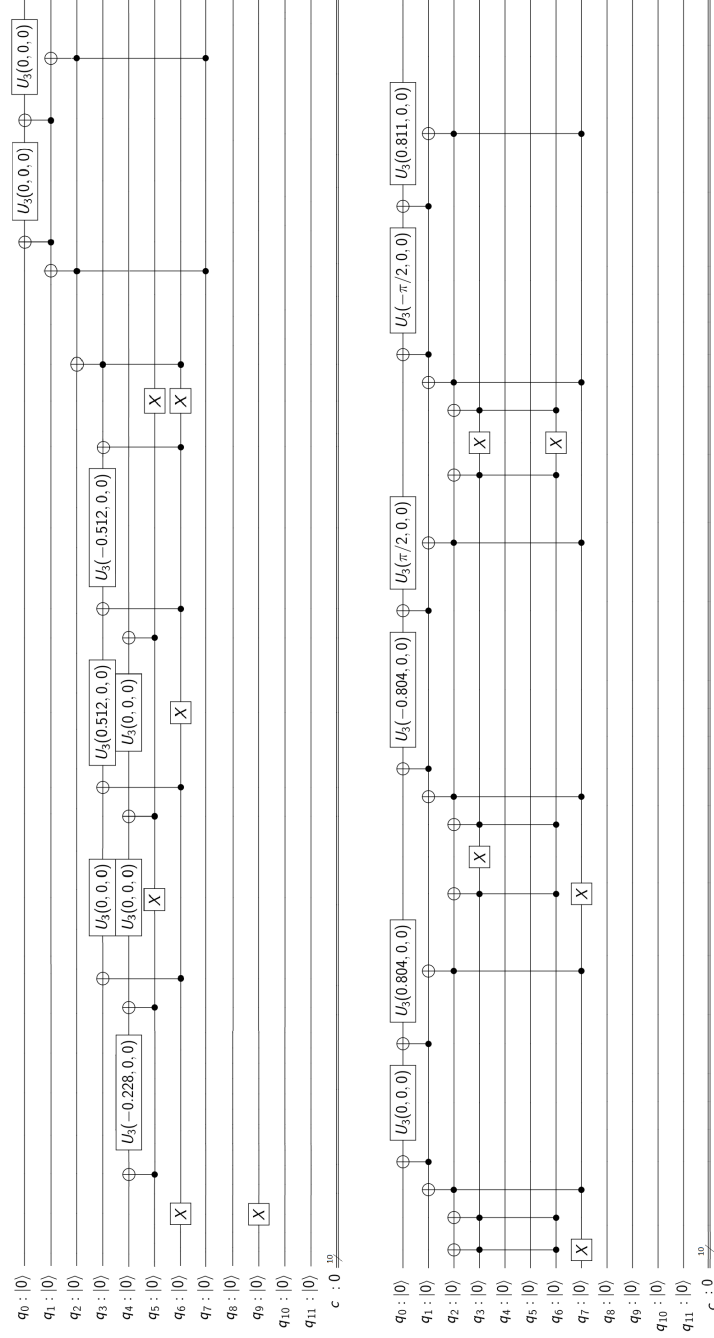 q₀ : |0⟩ U₃(0, 0, 0) U₃(0, 0, 0)
q₁ : |0⟩
q₂ : |0⟩
q₃ : |0⟩ U₃(0, 0, 0) U₃(0.512, 0, 0) U₃(−0.512, 0, 0)
q₄ : |0⟩ U₃(−0.228, 0, 0) U₃(0, 0, 0) U₃(0, 0, 0)
q₅ : |0⟩ X X
q₆ : |0⟩ X X X
q₇ : |0⟩
q₈ : |0⟩
q₉ : |0⟩ X
q₁₀ : |0⟩
q₁₁ : |0⟩
c : 0 10
q₀ : |0⟩ U₃(0, 0, 0) U₃(0.804, 0, 0) U₃(−0.804, 0, 0) U₃(π/2, 0, 0) U₃(−π/2, 0, 0) U₃(0.811, 0, 0)
q₁ : |0⟩
q₂ : |0⟩
q₃ : |0⟩ X X
q₄ : |0⟩
q₅ : |0⟩
q₆ : |0⟩ X
q₇ : |0⟩ X X
q₈ : |0⟩
q₉ : |0⟩
q₁₀ : |0⟩
q₁₁ : |0⟩
c : 0 10